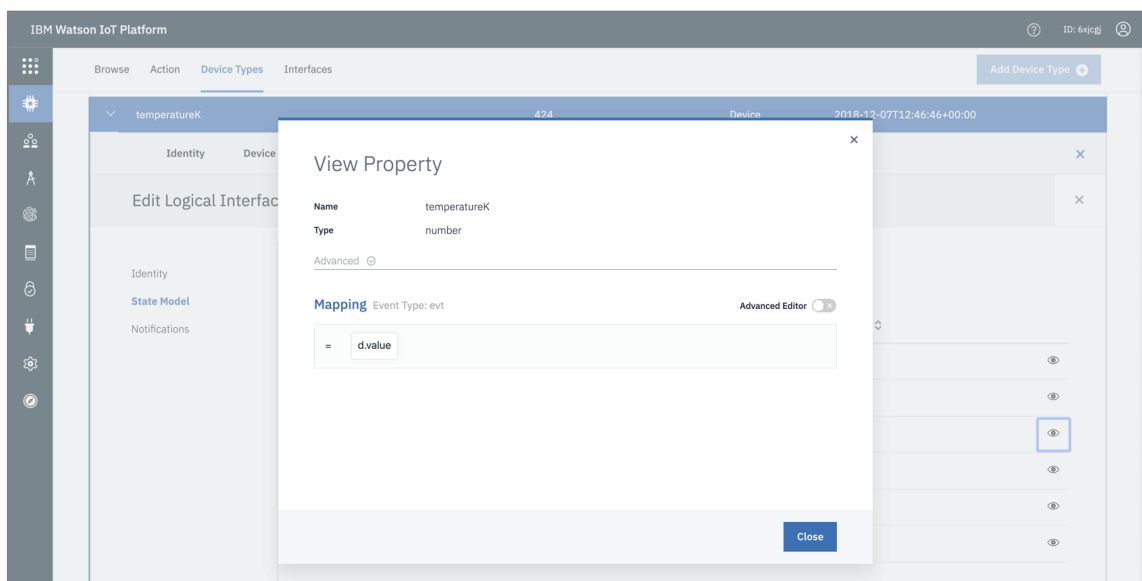 IBM Watson IoT Platform
ID: 6xjcgj
Browse Action Device Types Interfaces
Add Device Type
temperatureK 424 Device 2018-12-07T12:46:46+00:00
Identity Device
Edit Logical Interfac
Identity
State Model
Notifications
View Property
Name temperatureK
Type number
Advanced
Mapping Event Type: evt Advanced Editor
= d.value
Close